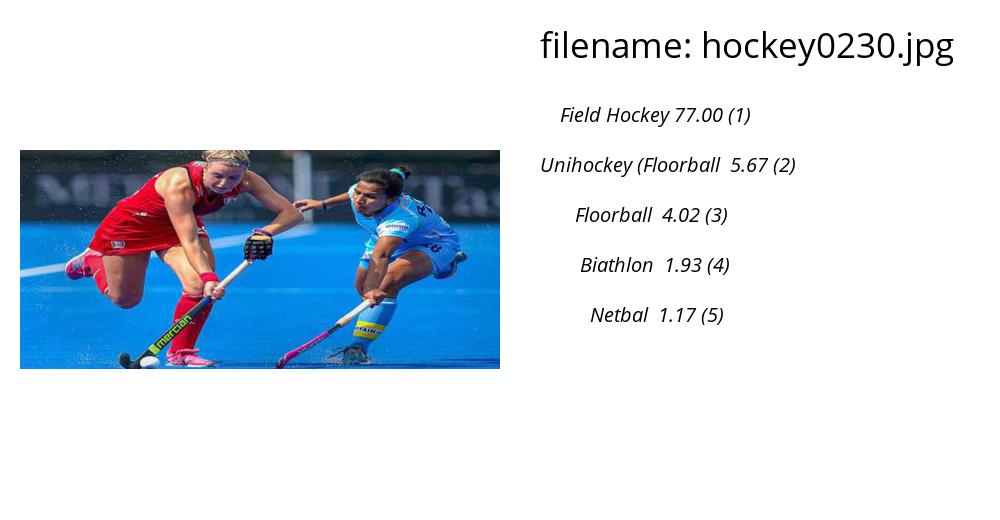 filename: hockey0230.jpg
Field Hockey 77.00 (1)
Unihockey (Floorball 5.67 (2)
Floorball 4.02 (3)
Biathlon 1.93 (4)
Netbal 1.17 (5)
mercian